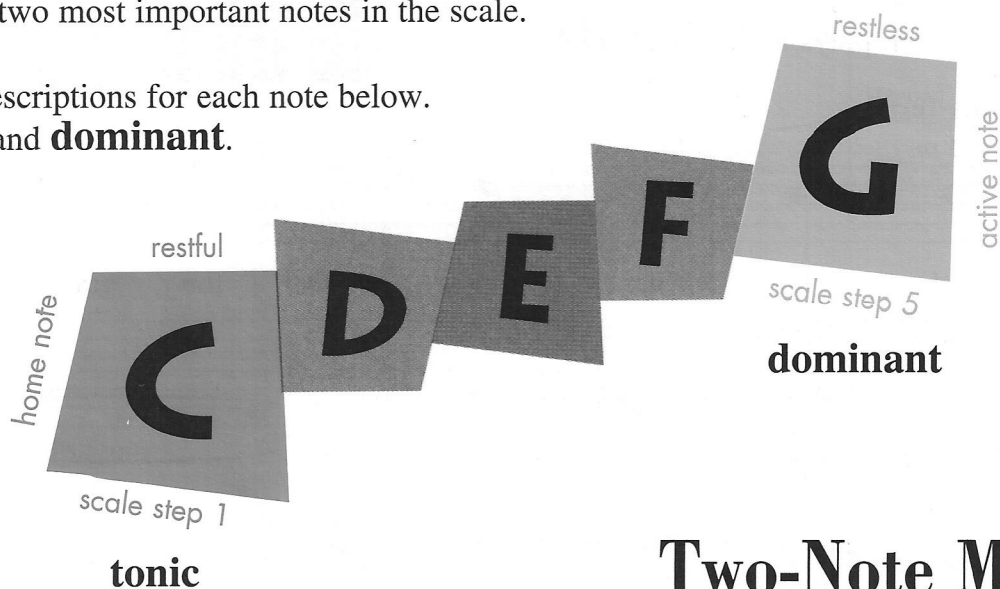 two most important notes in the scale.
escriptions for each note below.
and dominant.
restless
G
active note
scale step 5
dominant
F
E
D
restful
home note
C
scale step 1
tonic
Two-Note M